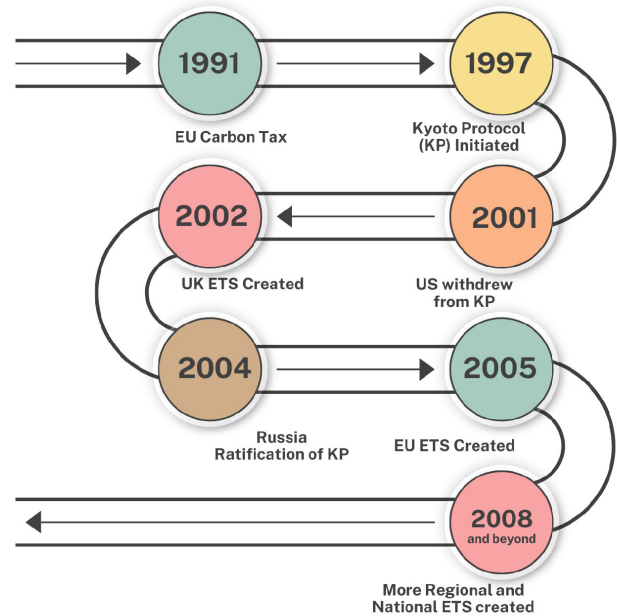 1991
EU Carbon Tax
1997
Kyoto Protocol
(KP) Initiated
2001
US withdrew
from KP
2002
UK ETS Created
2004
Russia
Ratification of KP
2005
EU ETS Created
2008
and beyond
More Regional and
National ETS created